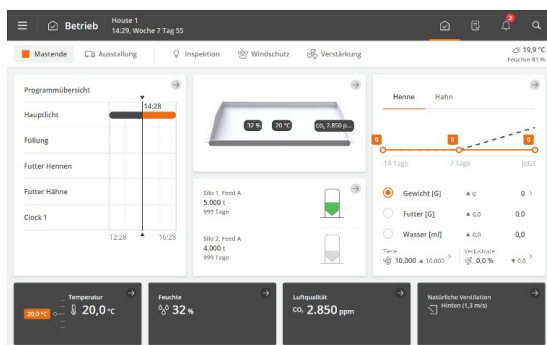 Betrieb
House 1
14:29, Woche 7 Tag 55
2
Mastende
Ausstallung
Inspektion
Windschutz
Verstärkung
19,9 °C
Feuchte 81 %
Programmübersicht
14:28
Hauptlicht
Füllung
Futter Hennen
Futter Hähne
Clock 1
12:28
16:28
32 %
20 °C
co, 2.850 p...
Silo 1, Feed A
5,000 t
999 Tage
Silo 2, Feed A
4,000 t
999 Tage
Henne
Hahn
0
0
0
-14 Tage
-7 Tage
Jetzt
Gewicht [G] ▲ 0 0 >
Futter [G] ▲ 0,0 0,0
Wasser [ml] ▲ 0,0 0,0
Tiere
10.000 ▲ 10.000 >
Verlustrate
0,0 % ▼ 0,0 >
Temperatur
20,0 °C
20,0 °C
Feuchte
32 %
Luftqualität
co, 2.850 ppm
Natürliche Ventilation
Hinten (1,3 m/s)